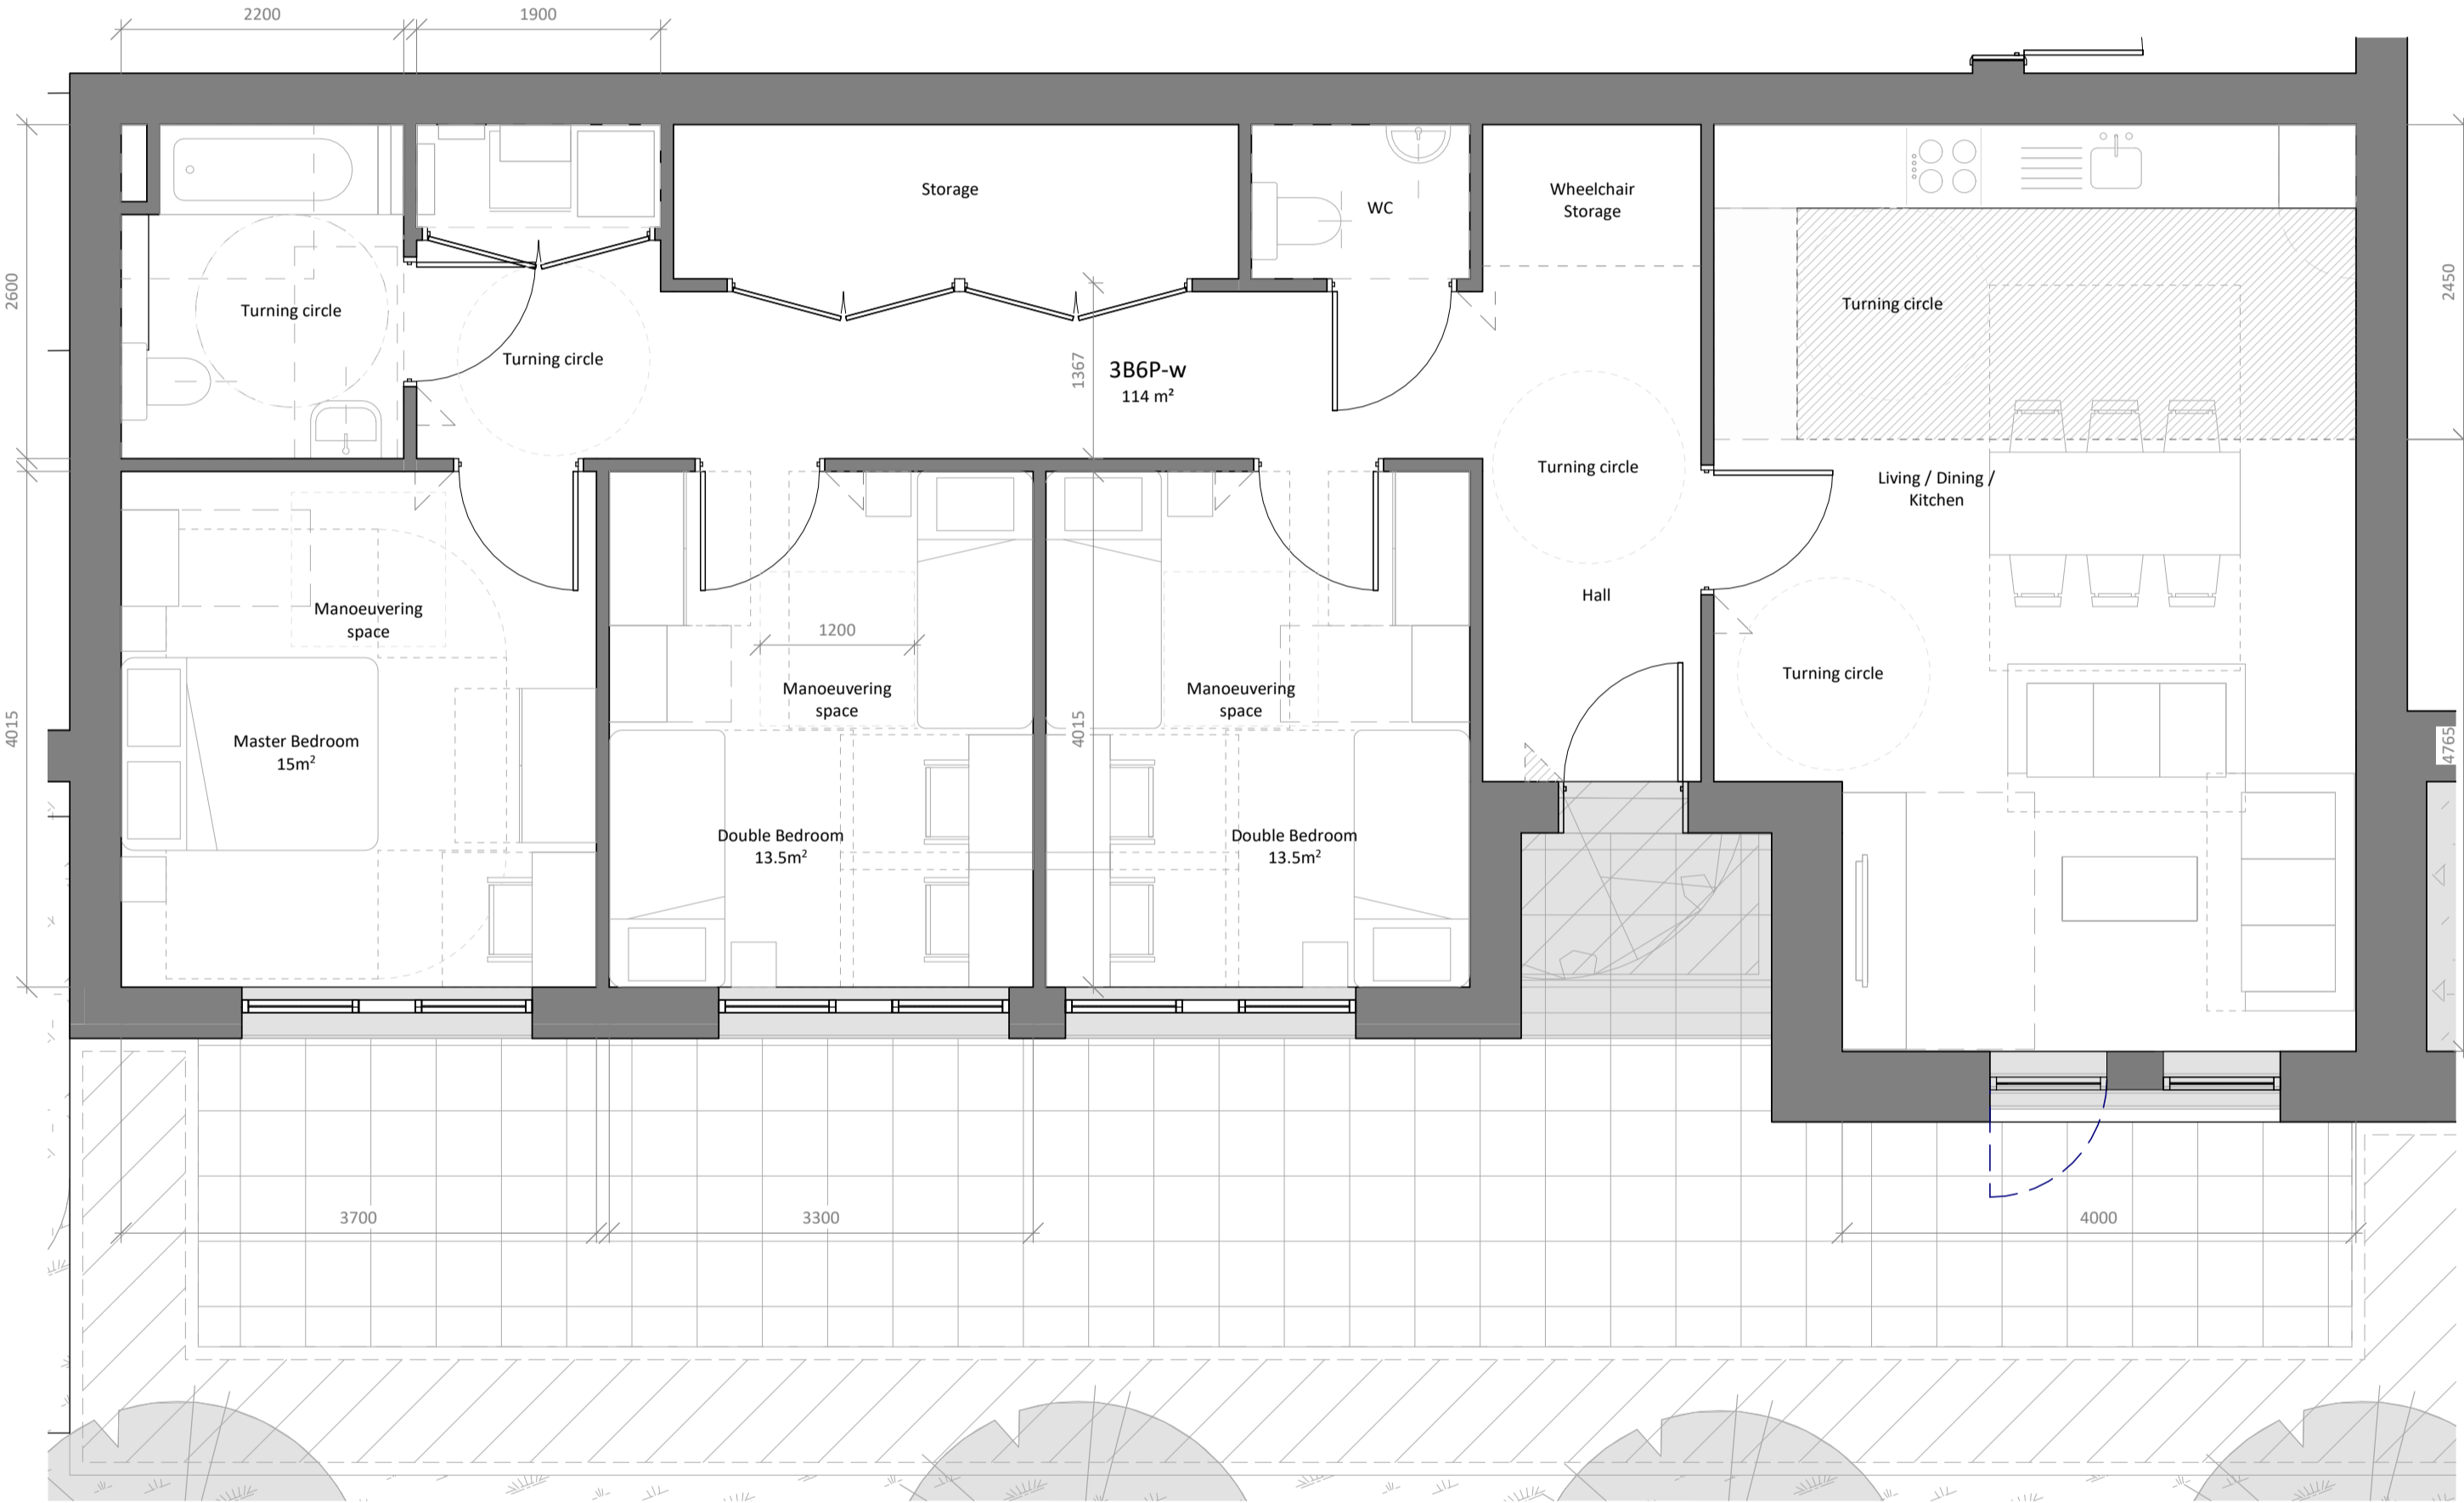 2200
1900
2600
4015
Storage
WC
Wheelchair
Storage
Turning circle
Turning circle
1367
3B6P-w
114 m²
Turning circle
2450
Turning circle
Living / Dining /
Kitchen
Hall
Turning circle
Manoeuvering
space
1200
Manoeuvering
space
Manoeuvering
space
4015
4765
Master Bedroom
15m²
Double Bedroom
13.5m²
Double Bedroom
13.5m²
3700
3300
4000